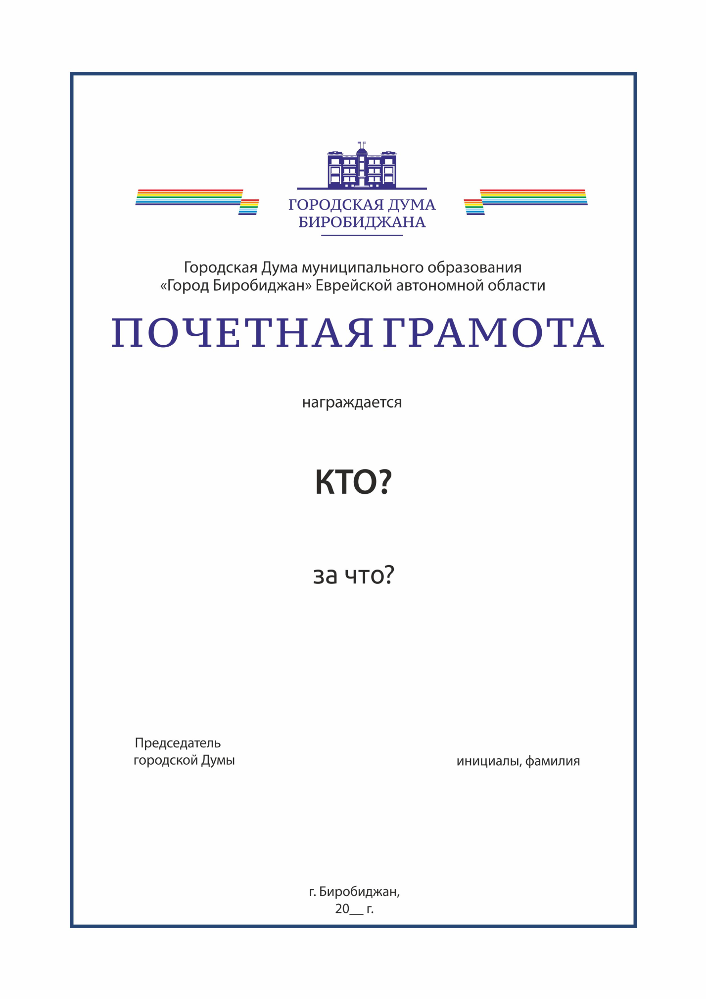 ГОРОДСКАЯ ДУМА
БИРОБИДЖАНА
Городская Дума муниципального образования
«Город Биробиджан» Еврейской автономной области
ПОЧЕТНАЯ ГРАМОТА
награждается
КТО?
за что?
Председатель
городской Думы
инициалы, фамилия
г. Биробиджан,
20__ г.